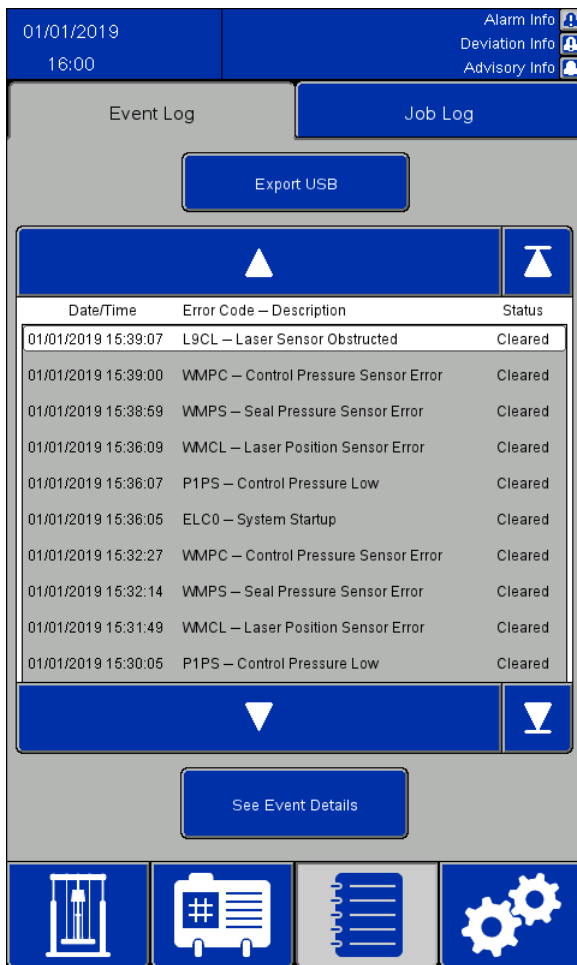 01/01/2019
16:00
Alarm Info
Deviation Info
Advisory Info
Event Log
Job Log
Export USB
Date/Time Error Code – Description Status
01/01/2019 15:39:07 L9CL – Laser Sensor Obstructed Cleared
01/01/2019 15:39:00 WMPC – Control Pressure Sensor Error Cleared
01/01/2019 15:38:59 WMPS – Seal Pressure Sensor Error Cleared
01/01/2019 15:36:09 WMCL – Laser Position Sensor Error Cleared
01/01/2019 15:36:07 P1PS – Control Pressure Low Cleared
01/01/2019 15:36:05 ELC0 – System Startup Cleared
01/01/2019 15:32:27 WMPC – Control Pressure Sensor Error Cleared
01/01/2019 15:32:14 WMPS – Seal Pressure Sensor Error Cleared
01/01/2019 15:31:49 WMCL – Laser Position Sensor Error Cleared
01/01/2019 15:30:05 P1PS – Control Pressure Low Cleared
See Event Details
#